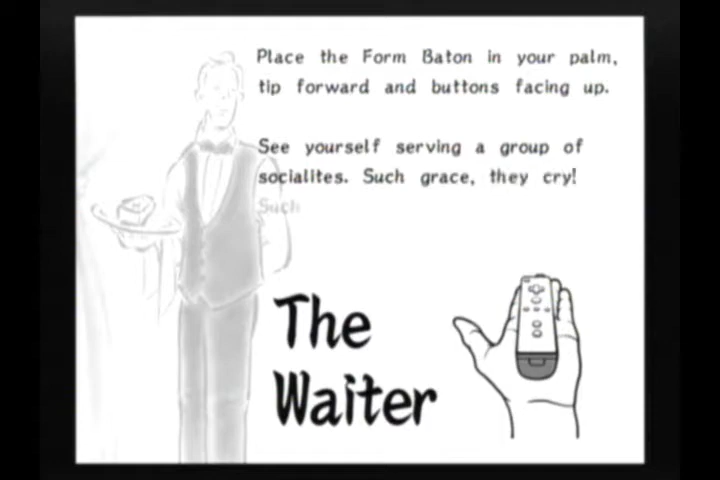 Place the Form Baton in your palm,
tip forward and buttons facing up.
See yourself serving a group of
socialites. Such grace, they cry!
Such
The
Waiter